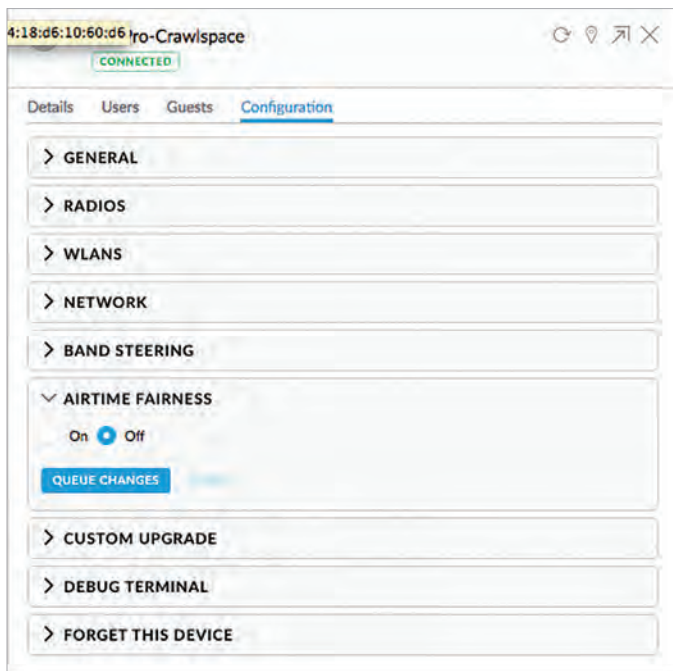 4:18:d6:10:60:d6 ro-Crawlspace
CONNECTED
Details Users Guests Configuration
GENERAL
RADIOS
WLANS
NETWORK
BAND STEERING
AIRTIME FAIRNESS
On Off
QUEUE CHANGES
CUSTOM UPGRADE
DEBUG TERMINAL
FORGET THIS DEVICE